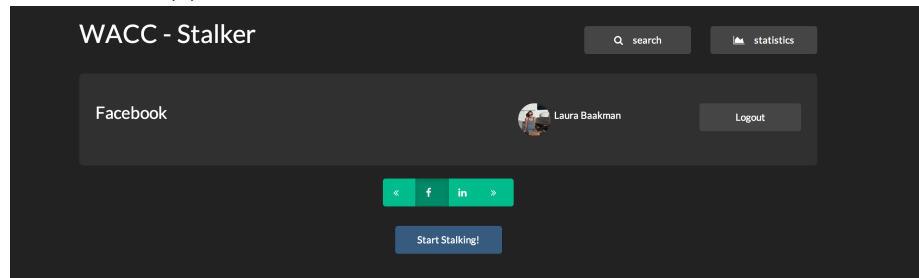 WACC - Stalker
search
statistics
Facebook
Laura Baakman
Logout
« f in »
Start Stalking!